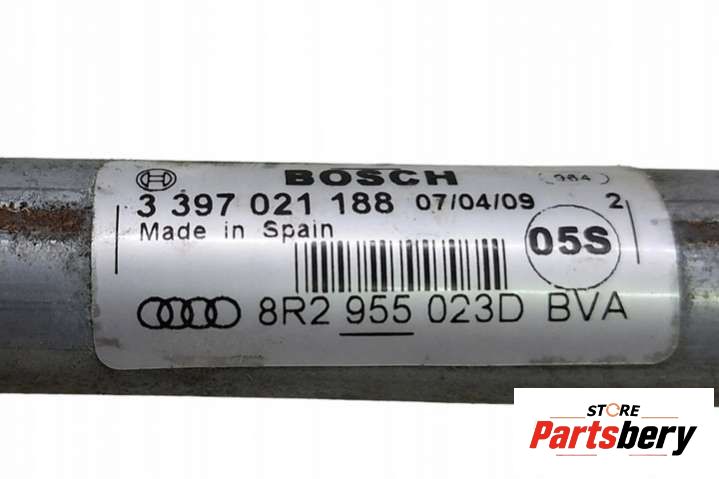 BOSCH (964)
3 397 021 188 07/04/09 2
Made in Spain
05S
8R2 955 023D BVA
STORE
Partsbery